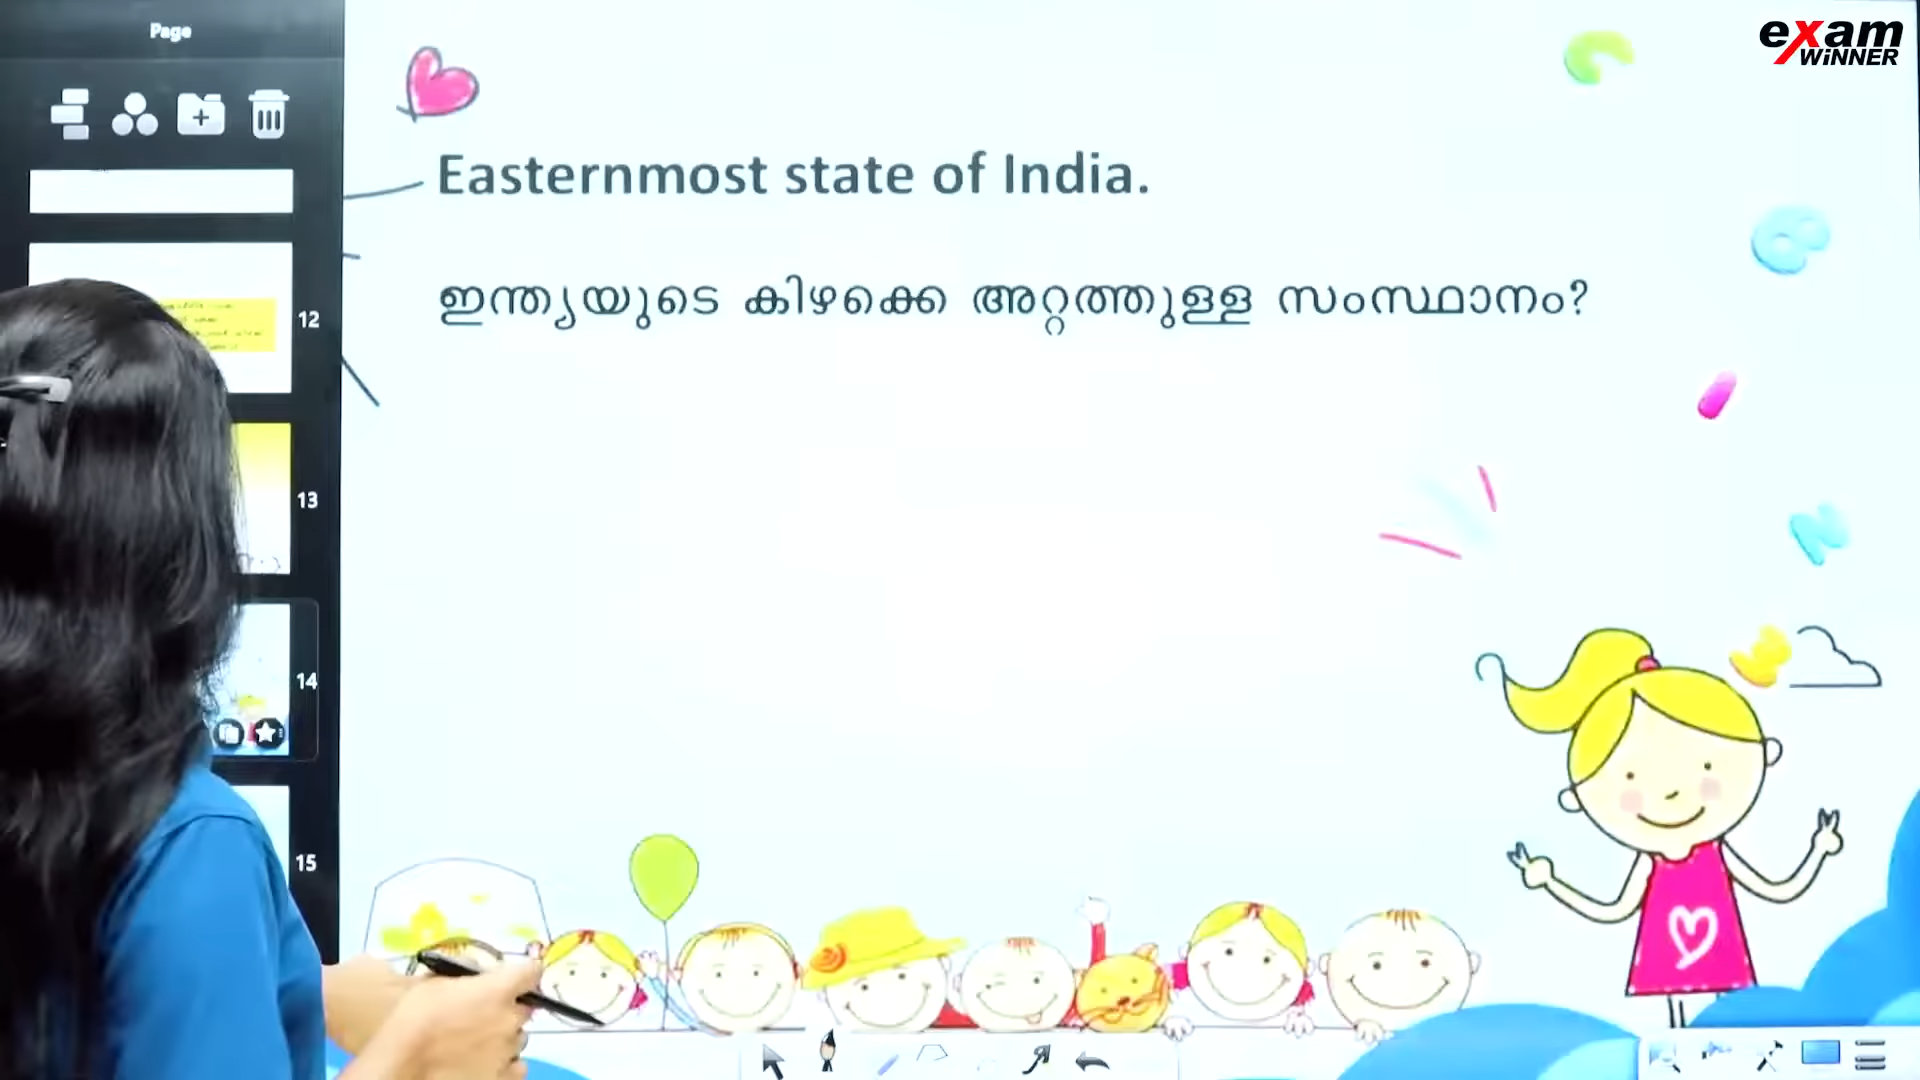 Page
exam
WiNNER
Easternmost state of India.
ഇന്ത്യയുടെ കിഴക്കെ അറ്റത്തുള്ള സംസ്ഥാനം?
12
13
14
15